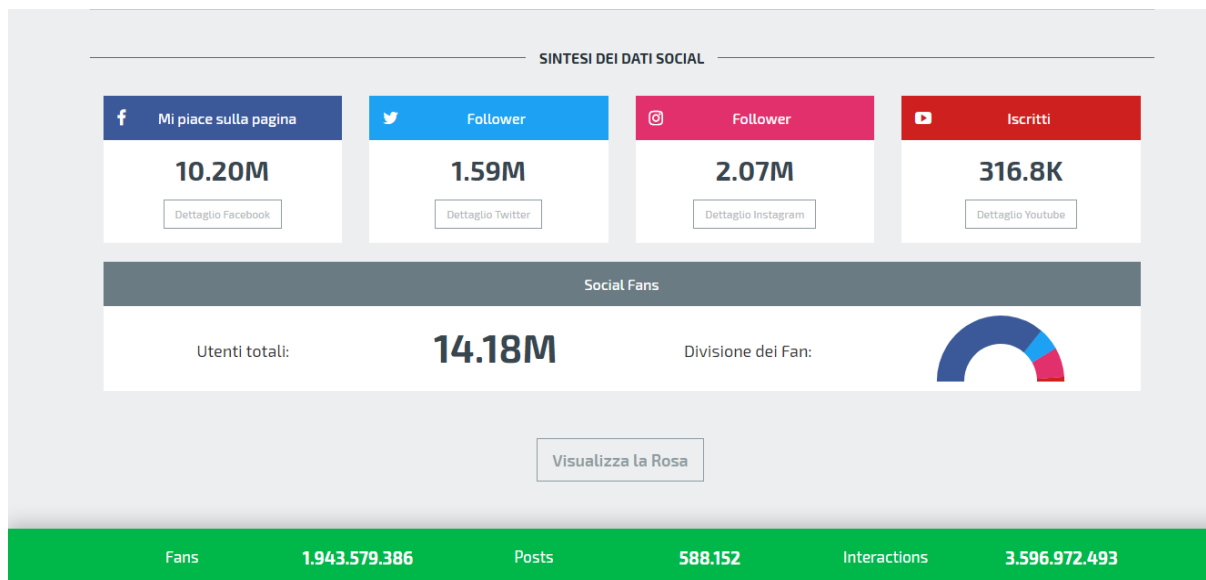 SINTESI DEI DATI SOCIAL
Mi piace sulla pagina
Follower
Follower
Iscritti
10.20M
1.59M
2.07M
316.8K
Dettaglio Facebook
Dettaglio Twitter
Dettaglio Instagram
Dettaglio Youtube
Social Fans
Utenti totali:
14.18M
Divisione dei Fan:
Visualizza la Rosa
Fans
1.943.579.386
Posts
588.152
Interactions
3.596.972.493